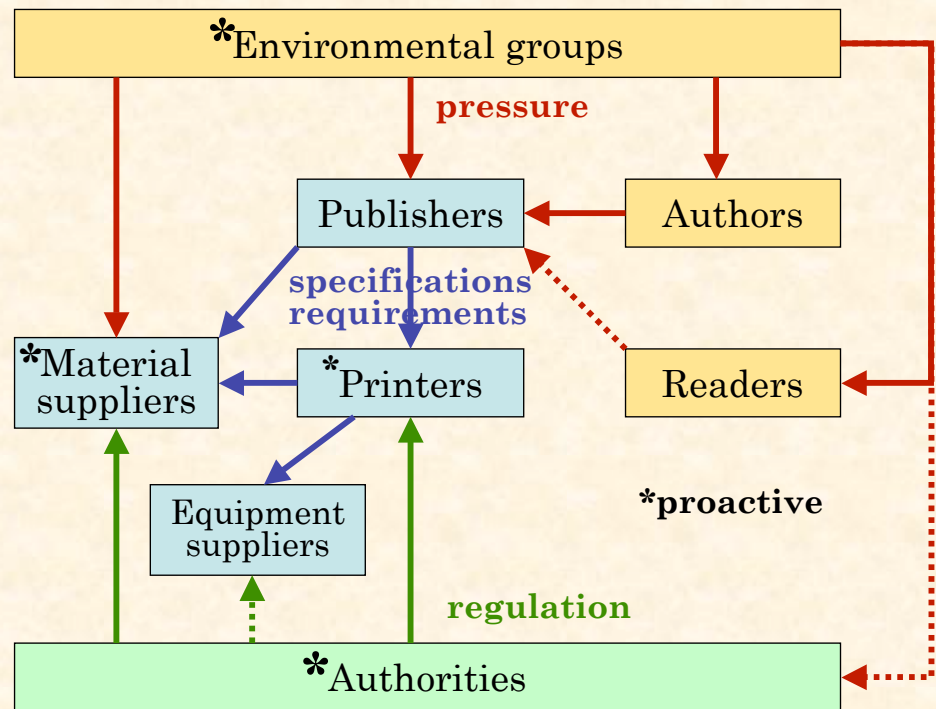 *Environmental groups
pressure
Publishers
Authors
specifications
requirements
*Material
suppliers
*Printers
Readers
Equipment
suppliers
*proactive
regulation
*Authorities